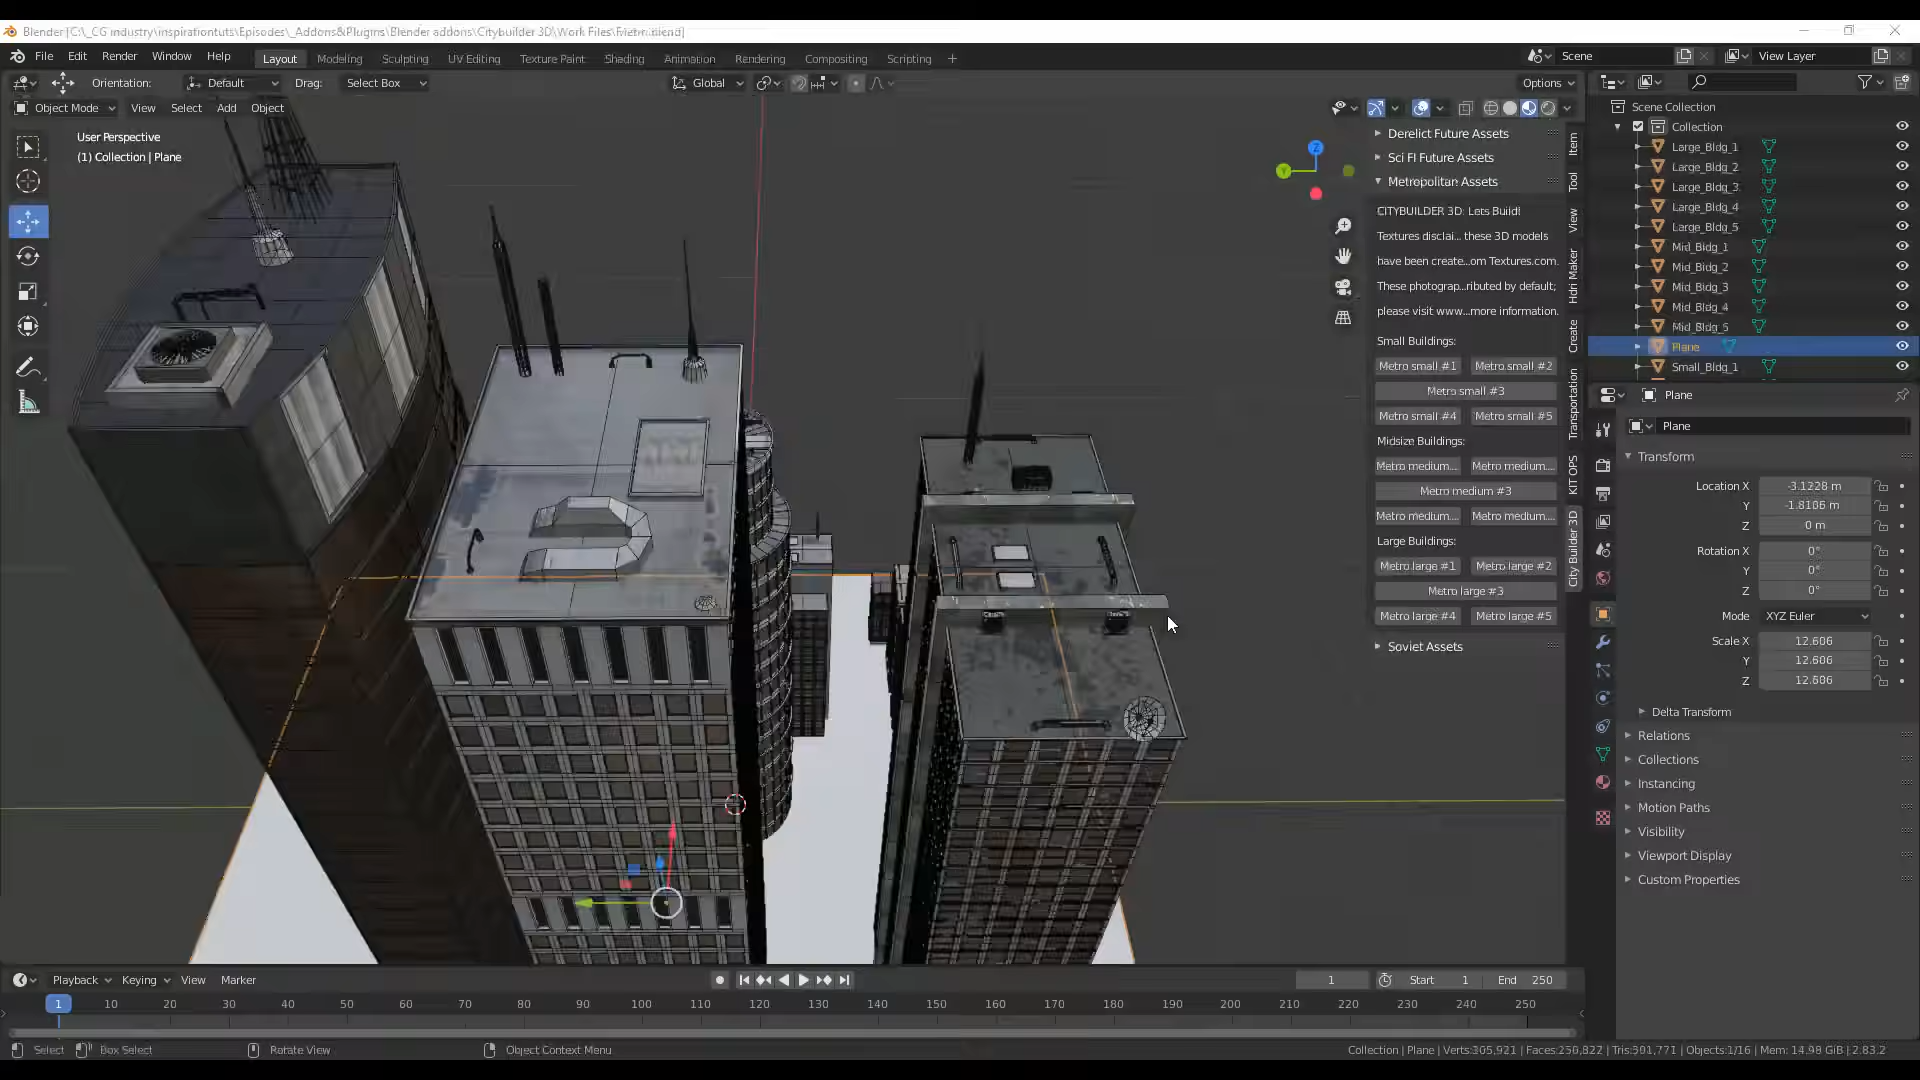 Blender [C:\_CG industry\inspirationtuts\Episodes\_Addons&Plugins\Blender addons\Citybuilder 3D\Work Files\
File Edit Render Window Help Layout Modeling Sculpting UV Editing Texture Paint Shading Animation Rendering Compositing Scripting + Scene View Layer
Orientation: Default Drag: Select Box Global Options
Object Mode View Select Add Object
User Perspective
(1) Collection | Plane
Z
Y
Derelict Future Assets
Sci FI Future Assets
Metropolitan Assets
CITYBUILDER 3D: Lets Build!
Textures disclai... these 3D models
have been create...om Textures.com.
These photograp...ributed by default;
please visit www...more information.
Small Buildings:
Metro small #1 Metro small #2
Metro small #3
Metro small #4 Metro small #5
Midsize Buildings:
Metro medium... Metro medium...
Metro medium #3
Metro medium... Metro medium...
Large Buildings:
Metro large #1 Metro large #2
Metro large #3
Metro large #4 Metro large #5
Soviet Assets
Item
Tool
View
Hdri Maker
Create
Transportation
KIT OPS
City Builder 3D
Scene Collection
Collection
Large_Bldg_1
Large_Bldg_2
Large_Bldg_3
Large_Bldg_4
Large_Bldg_5
Mid_Bldg_1
Mid_Bldg_2
Mid_Bldg_3
Mid_Bldg_4
Mid_Bldg_5
Plane
Small_Bldg_1
Plane
Plane
Transform
Location X -3.1228 m
Y -1.8106 m
Z 0 m
Rotation X 0°
Y 0°
Z 0°
Mode XYZ Euler
Scale X 12.606
Y 12.606
Z 12.606
Delta Transform
Relations
Collections
Instancing
Motion Paths
Visibility
Viewport Display
Custom Properties
Playback Keying View Marker 1 Start 1 End 250
1 10 20 30 40 50 60 70 80 90 100 110 120 130 140 150 160 170 180 190 200 210 220 230 240 250
Select Box Select Rotate View Object Context Menu Collection | Plane | Verts:305,921 | Faces:250,827 | Tris:591,771 | Objects:1/16 | Mem: 14.98 GiB | 2.83.2